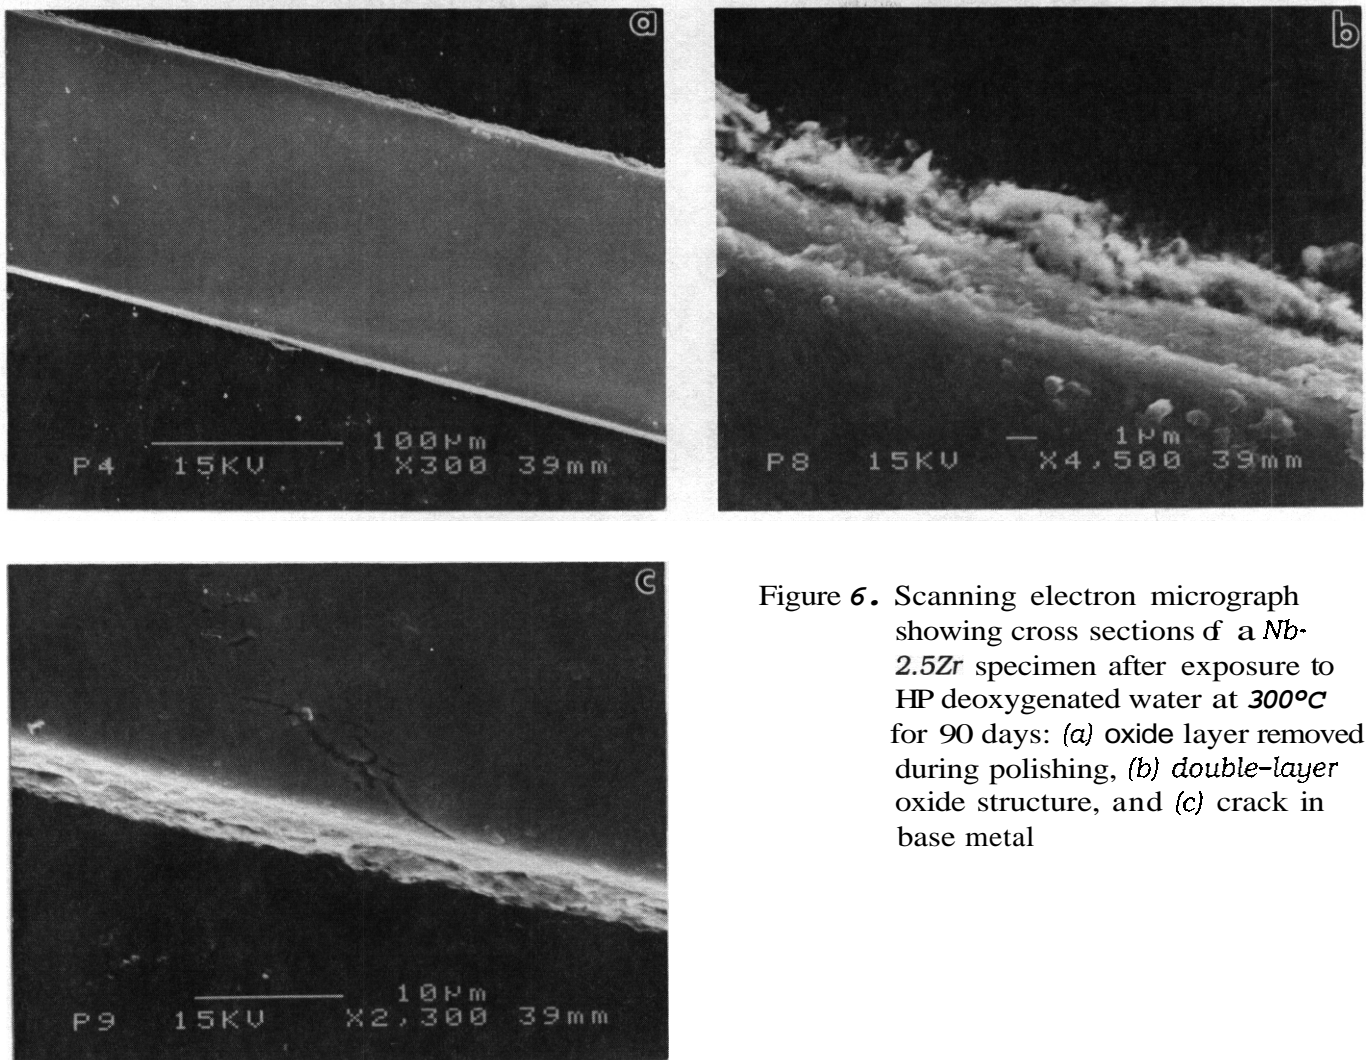 a
b
100µm
P4 15KV X300 39mm
1µm
P8 15KV X4,500 39mm
c
10µm
P9 15KV X2,300 39mm
Figure 6. Scanning electron micrograph
showing cross sections of a Nb-
2.5Zr specimen after exposure to
HP deoxygenated water at 300°C
for 90 days: (a) oxide layer removed
during polishing, (b) double-layer
oxide structure, and (c) crack in
base metal